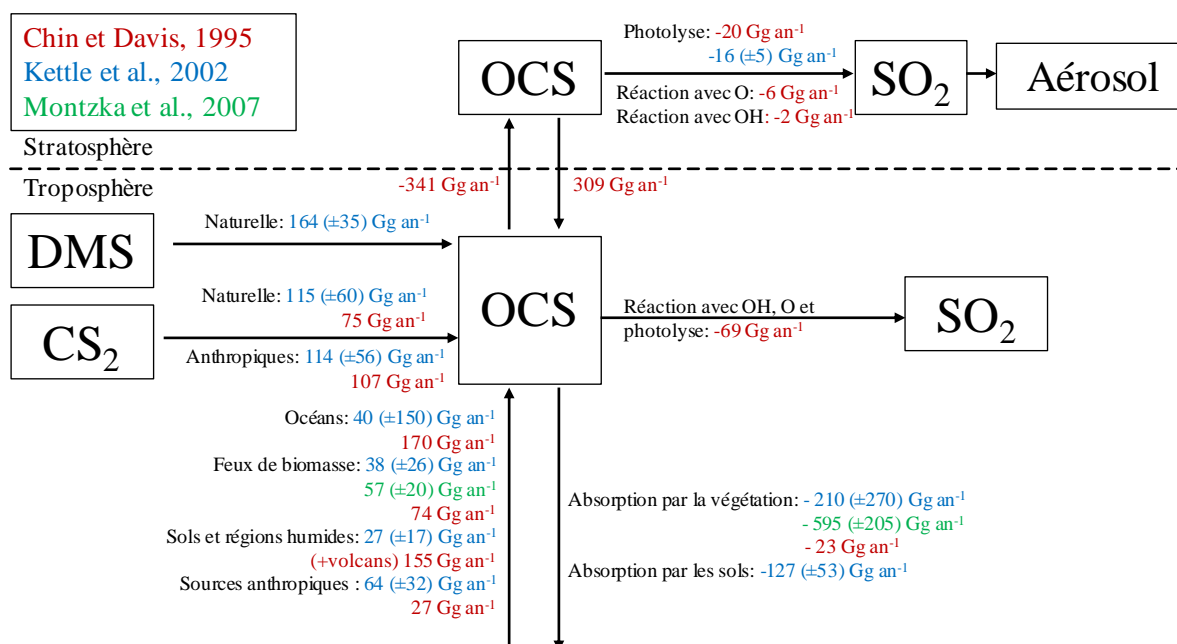 Chin et Davis, 1995
Kettle et al., 2002
Montzka et al., 2007
Stratosphère
OCS
Photolyse: -20 Gg an⁻¹
-16 (±5) Gg an⁻¹
Réaction avec O: -6 Gg an⁻¹
Réaction avec OH: -2 Gg an⁻¹
SO₂
Aérosol
Troposphère
-341 Gg an⁻¹
309 Gg an⁻¹
DMS
Naturelle: 164 (±35) Gg an⁻¹
CS₂
Naturelle: 115 (±60) Gg an⁻¹
75 Gg an⁻¹
Anthropiques: 114 (±56) Gg an⁻¹
107 Gg an⁻¹
OCS
Réaction avec OH, O et
photolyse: -69 Gg an⁻¹
SO₂
Océans: 40 (±150) Gg an⁻¹
170 Gg an⁻¹
Feux de biomasse: 38 (±26) Gg an⁻¹
57 (±20) Gg an⁻¹
74 Gg an⁻¹
Sols et régions humides: 27 (±17) Gg an⁻¹
(+volcans) 155 Gg an⁻¹
Sources anthropiques : 64 (±32) Gg an⁻¹
27 Gg an⁻¹
Absorption par la végétation: - 210 (±270) Gg an⁻¹
- 595 (±205) Gg an⁻¹
- 23 Gg an⁻¹
Absorption par les sols: -127 (±53) Gg an⁻¹